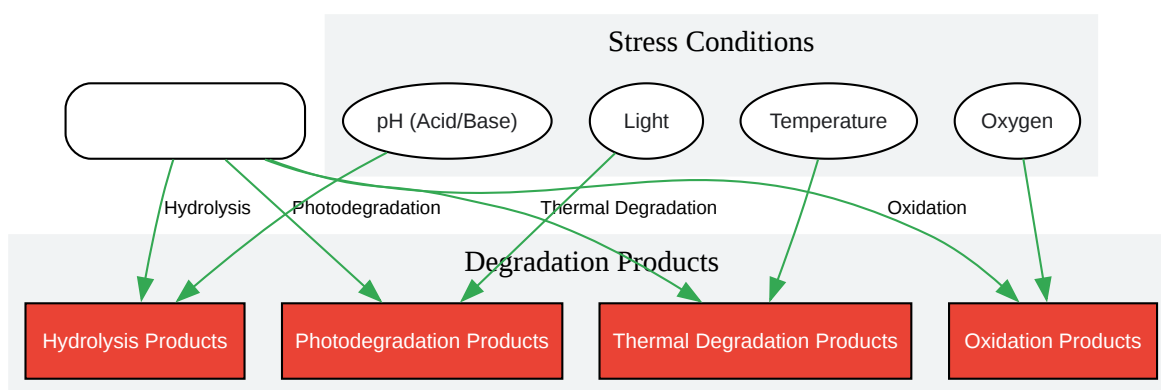 Stress Conditions
pH (Acid/Base)
Light
Temperature
Oxygen
Hydrolysis
Photodegradation
Thermal Degradation
Oxidation
Degradation Products
Hydrolysis Products
Photodegradation Products
Thermal Degradation Products
Oxidation Products